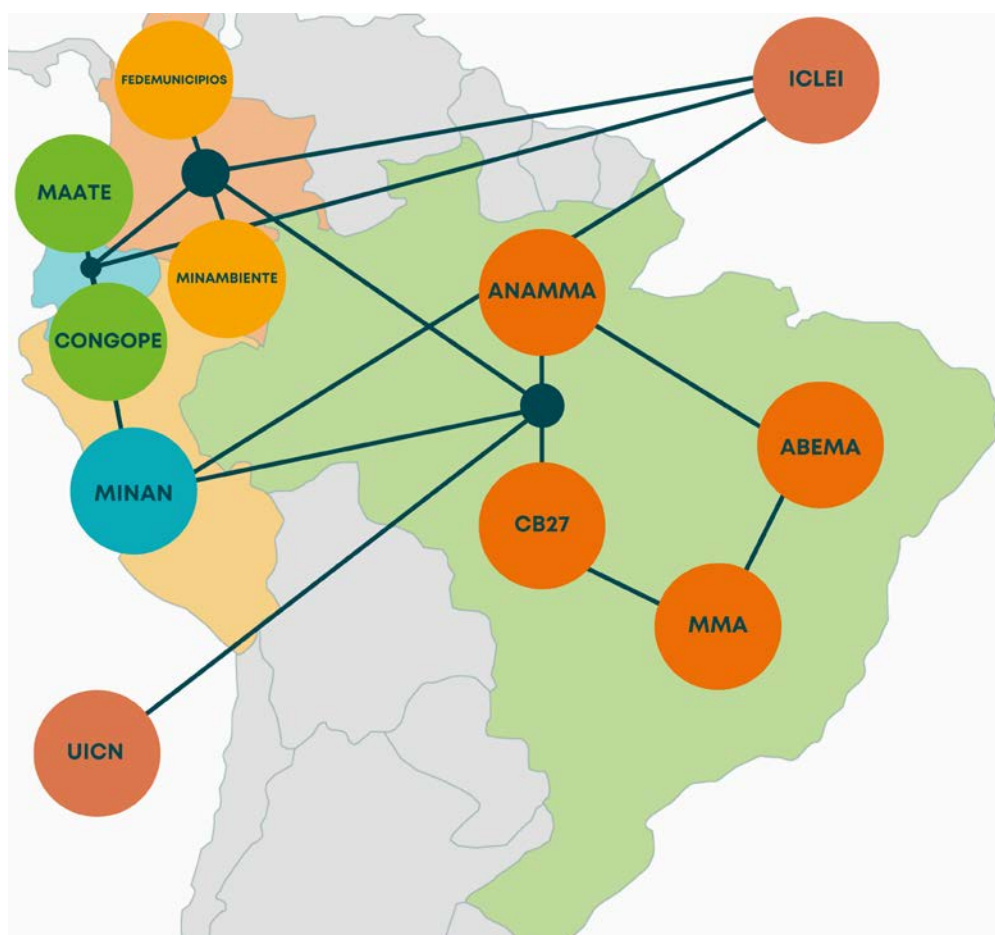 FEDEMUNICIPIOS
ICLEI
MAATE
MINAMBIENTE
ANAMMA
CONGOPE
ABEMA
MINAN
CB27
MMA
UICN